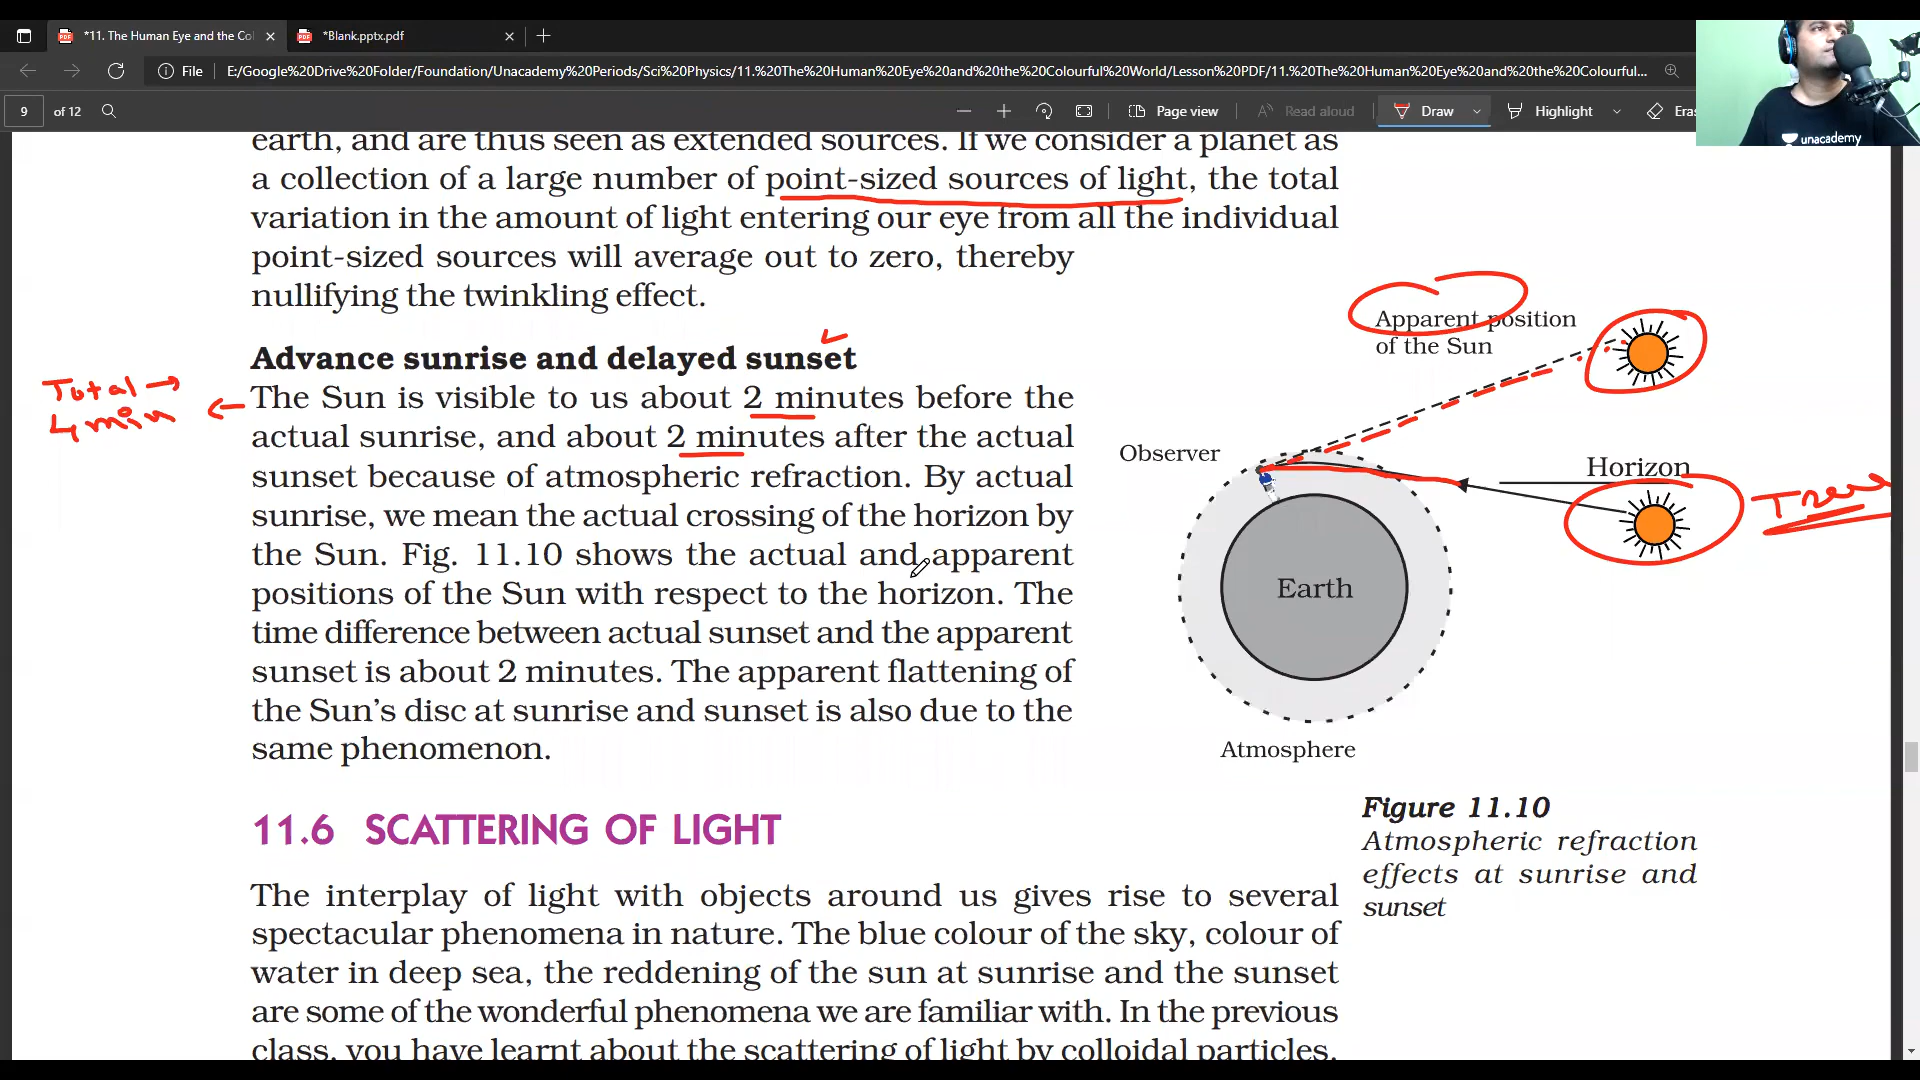 *11. The Human Eye and the Co
*Blank.pptx.pdf
File
E:/Google%20Drive%20Folder/Foundation/Unacademy%20Periods/Sci%20Physics/11.%20The%20Human%20Eye%20and%20the%20Colourful%20World/Lesson%20PDF/11.%20The%20Human%20Eye%20and%20the%20Colourful...
9 of 12
Page view
Read aloud
Draw
Highlight
Eras
unacademy
earth, and are thus seen as extended sources. If we consider a planet as
a collection of a large number of point-sized sources of light, the total
variation in the amount of light entering our eye from all the individual
point-sized sources will average out to zero, thereby
nullifying the twinkling effect.
Advance sunrise and delayed sunset
Total →
4 min
The Sun is visible to us about 2 minutes before the
actual sunrise, and about 2 minutes after the actual
sunset because of atmospheric refraction. By actual
sunrise, we mean the actual crossing of the horizon by
the Sun. Fig. 11.10 shows the actual and apparent
positions of the Sun with respect to the horizon. The
time difference between actual sunset and the apparent
sunset is about 2 minutes. The apparent flattening of
the Sun's disc at sunrise and sunset is also due to the
same phenomenon.
Apparent position
of the Sun
Observer
Horizon
Earth
Atmosphere
Figure 11.10
Atmospheric refraction
effects at sunrise and
sunset
11.6 SCATTERING OF LIGHT
The interplay of light with objects around us gives rise to several
spectacular phenomena in nature. The blue colour of the sky, colour of
water in deep sea, the reddening of the sun at sunrise and the sunset
are some of the wonderful phenomena we are familiar with. In the previous
class, you have learnt about the scattering of light by colloidal particles.